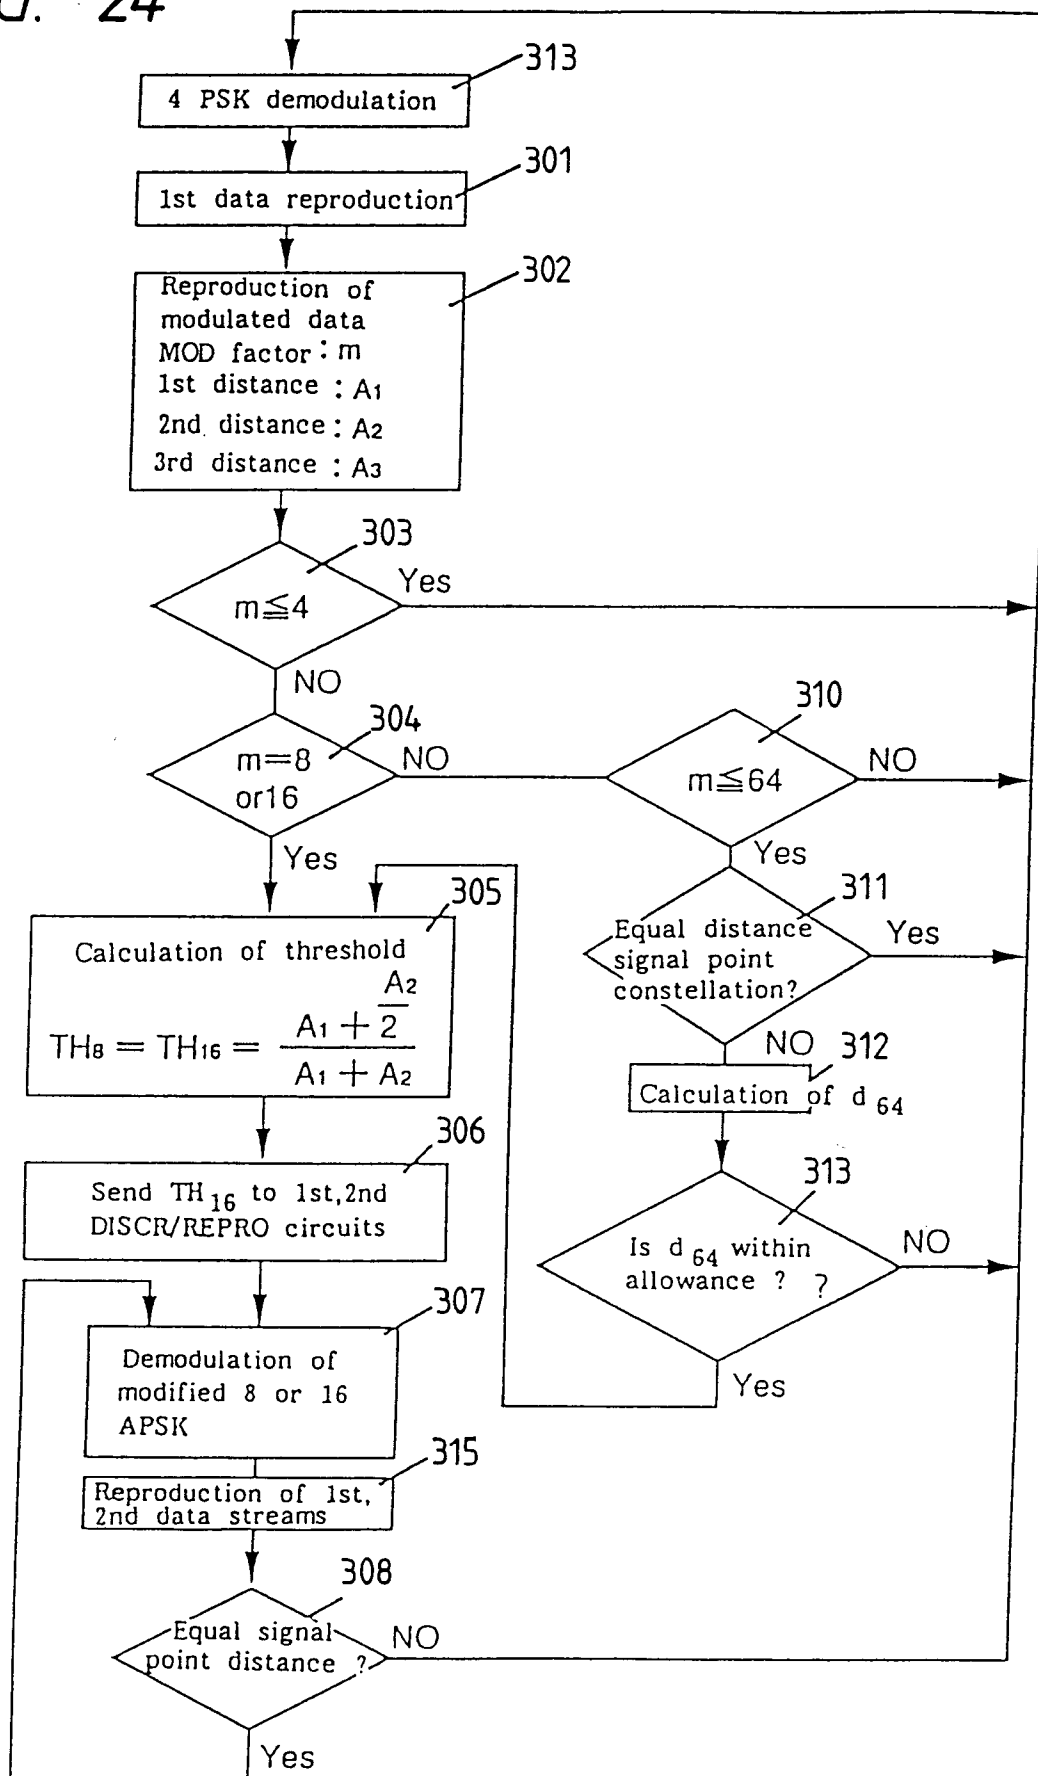 24
313
4 PSK demodulation
301
1st data reproduction
302
Reproduction of
modulated data
MOD factor : m
1st distance : A1
2nd distance : A2
3rd distance : A3
303
m≦4
Yes
NO
304
m=8
or16
NO
Yes
310
m≦64
NO
Yes
311
Equal distance
signal point
constellation?
Yes
NO
312
Calculation of d 64
313
Is d 64 within
allowance ? ?
NO
Yes
305
Calculation of threshold
TH8 = TH16 = (A1 + A2/2) / (A1 + A2)
306
Send TH16 to 1st,2nd
DISCR/REPRO circuits
307
Demodulation of
modified 8 or 16
APSK
315
Reproduction of 1st,
2nd data streams
308
Equal signal
point distance ?
NO
Yes